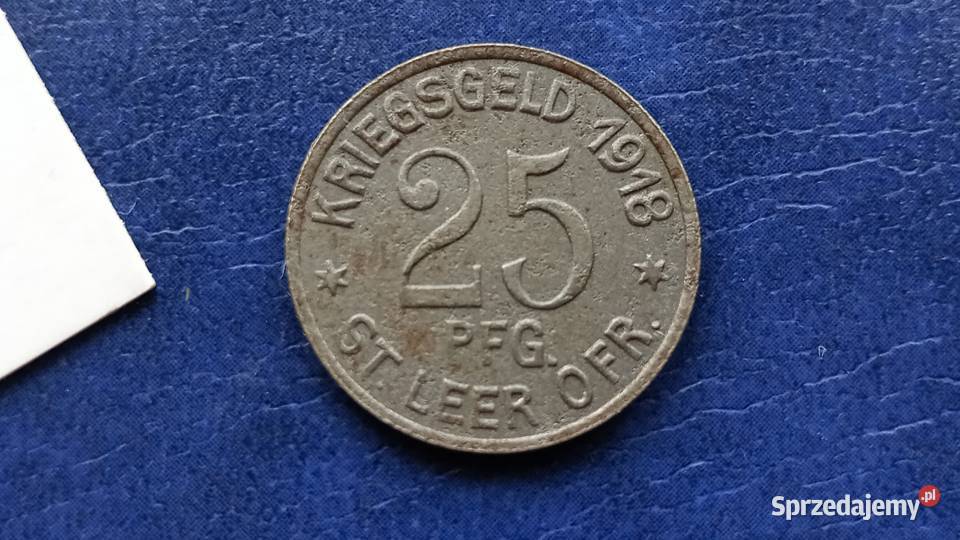 KRIEGSGELD 1918
25
PFG.
ST. LEER OFR.
Sprzedajemy.pl